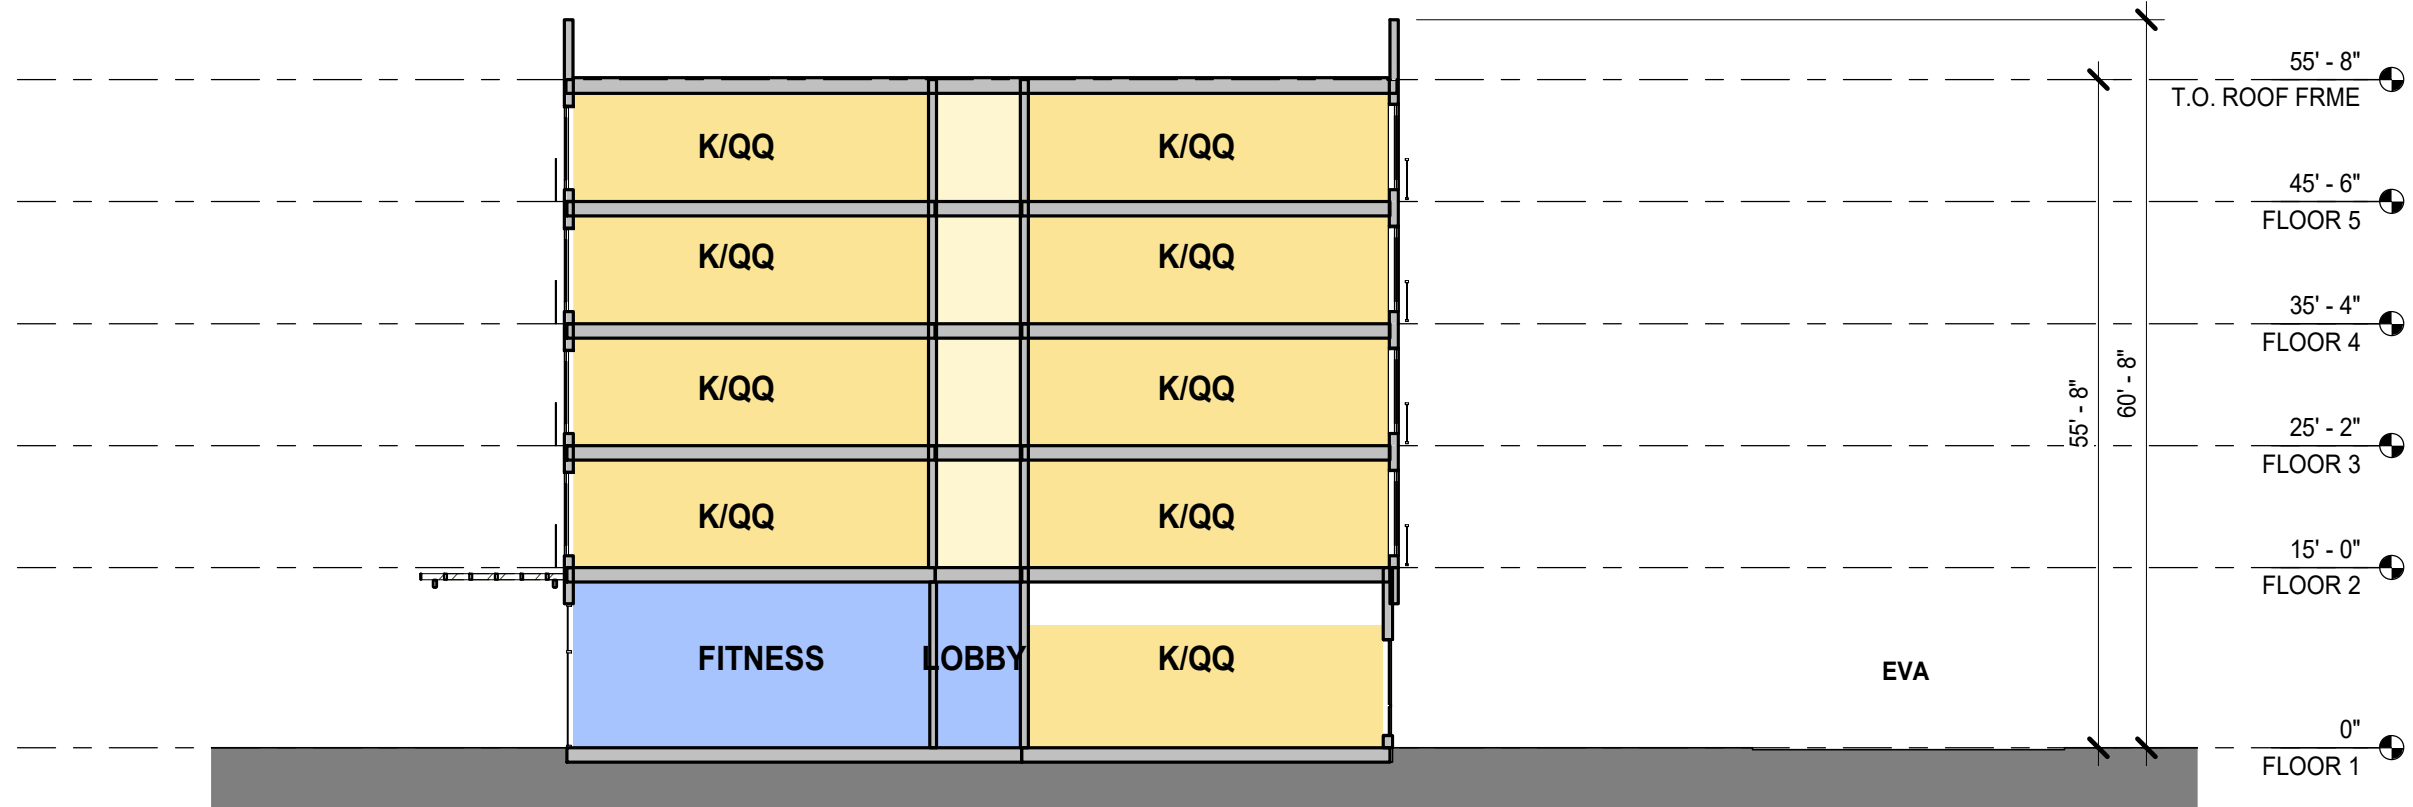 55' - 8"
T.O. ROOF FRME
K/QQ K/QQ
45' - 6"
FLOOR 5
K/QQ K/QQ
35' - 4"
FLOOR 4
K/QQ K/QQ
55' - 8"
60' - 8"
25' - 2"
FLOOR 3
K/QQ K/QQ
15' - 0"
FLOOR 2
FITNESS LOBBY K/QQ
EVA
0"
FLOOR 1